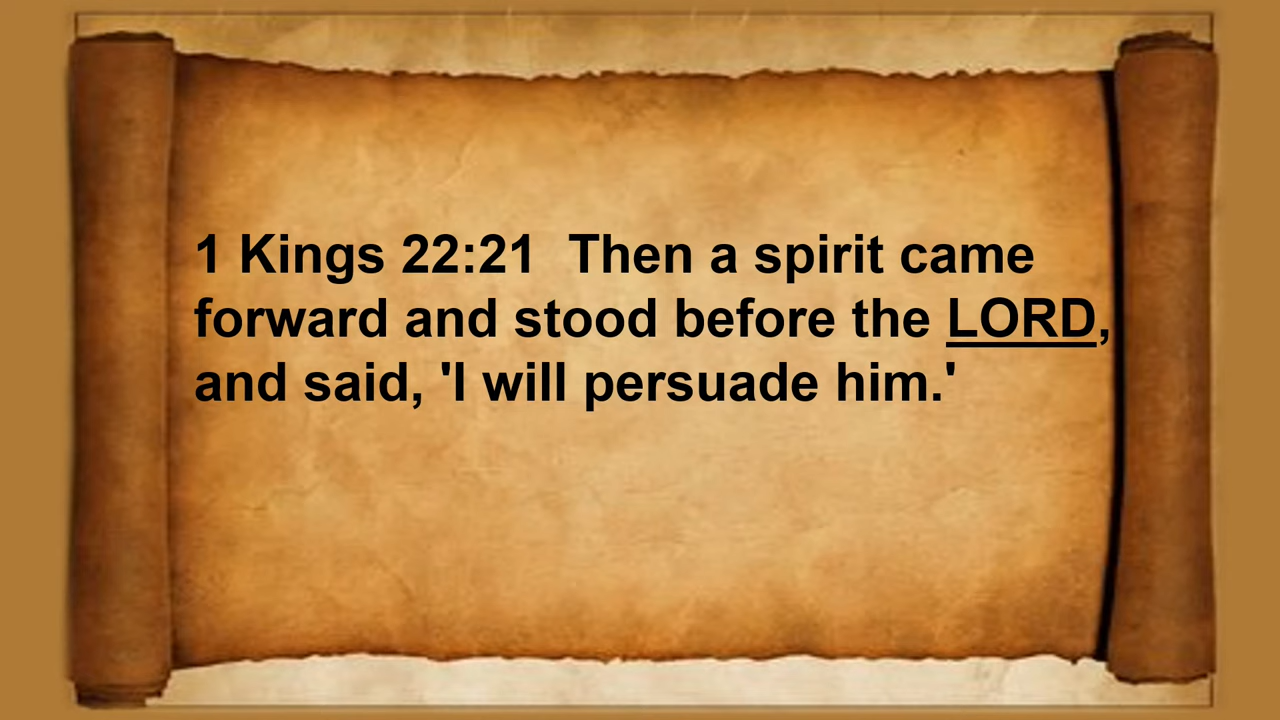 1 Kings 22:21  Then a spirit came
forward and stood before the LORD,
and said, 'I will persuade him.'